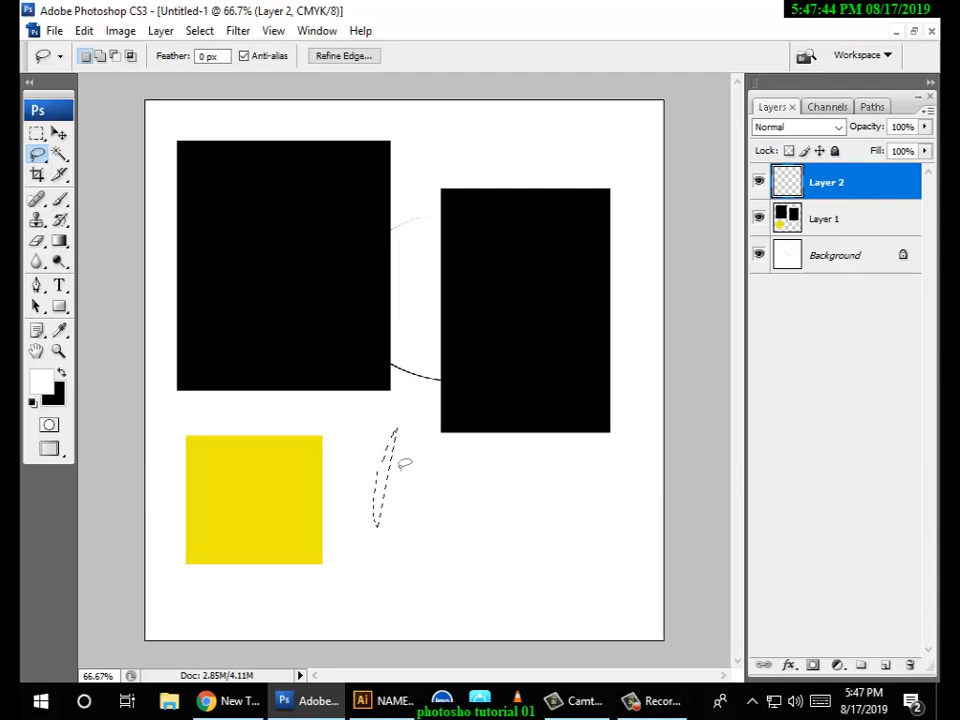 5:47:44 PM 08/17/2019
Adobe Photoshop CS3 - [Untitled-1 @ 66.7% (Layer 2, CMYK/8)]
File Edit Image Layer Select Filter View Window Help
Feather: 0 px Anti-alias Refine Edge... Workspace
Ps
Layers × Channels Paths
Normal Opacity: 100%
Lock: Fill: 100%
Layer 2
Layer 1
Background
T
66.67% Doc: 2.85M/4.11M
New T... Adobe... NAME... Camt... Recor... 5:47 PM
8/17/2019
2
photosho tutorial 01